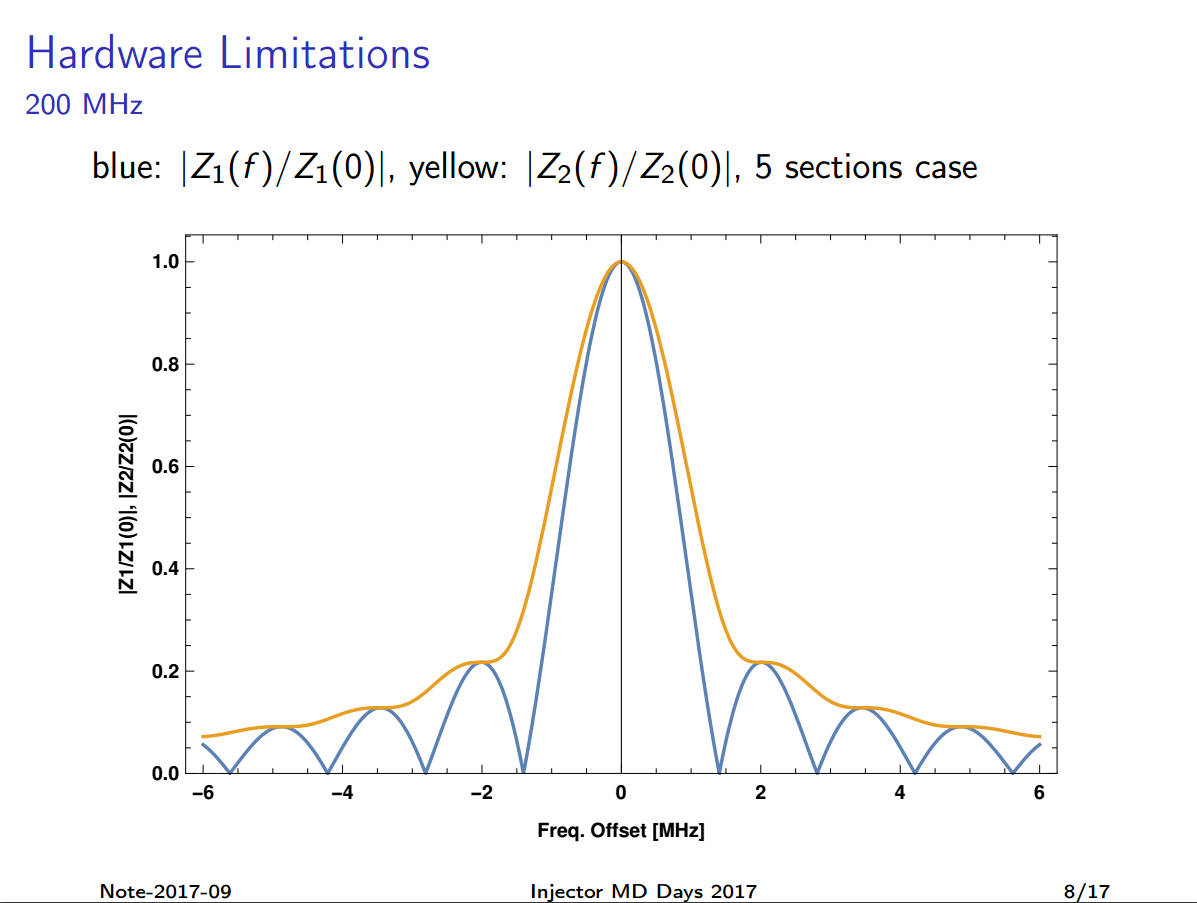 Hardware Limitations
200 MHz
blue: |Z₁(f)/Z₁(0)|, yellow: |Z₂(f)/Z₂(0)|, 5 sections case
1.0
0.8
0.6
0.4
0.2
0.0
|Z1/Z1(0)|, |Z2/Z2(0)|
−6 −4 −2 0 2 4 6
Freq. Offset [MHz]
Note-2017-09 Injector MD Days 2017 8/17